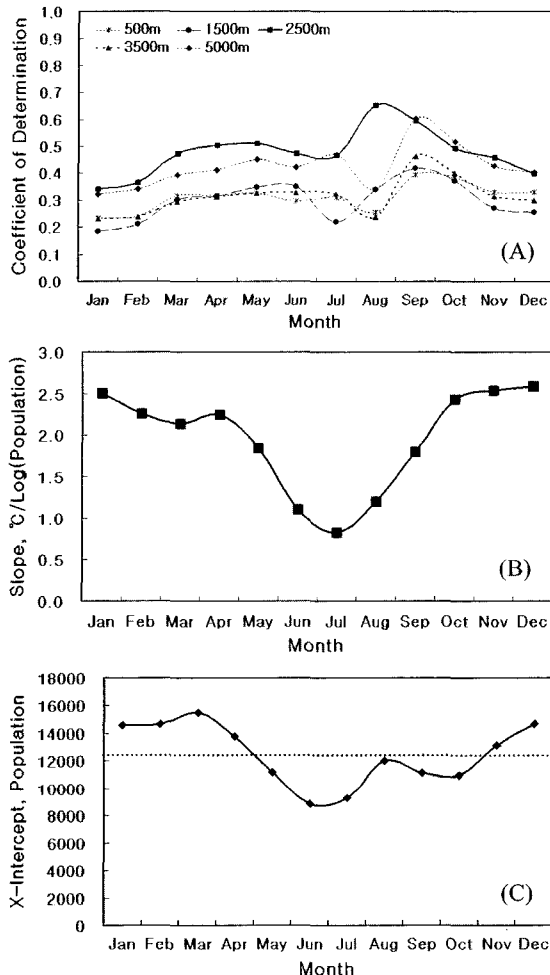 500m 1500m 2500m
3500m 5000m
Coefficient of Determination
1.0
0.9
0.8
0.7
0.6
0.5
0.4
0.3
0.2
0.1
0.0
(A)
Jan Feb Mar Apr May Jun Jul Aug Sep Oct Nov Dec
Month
Slope, ℃/Log(Population)
3.0
2.5
2.0
1.5
1.0
0.5
0.0
(B)
Jan Feb Mar Apr May Jun Jul Aug Sep Oct Nov Dec
Month
X-Intercept, Population
18000
16000
14000
12000
10000
8000
6000
4000
2000
0
(C)
Jan Feb Mar Apr May Jun Jul Aug Sep Oct Nov Dec
Month